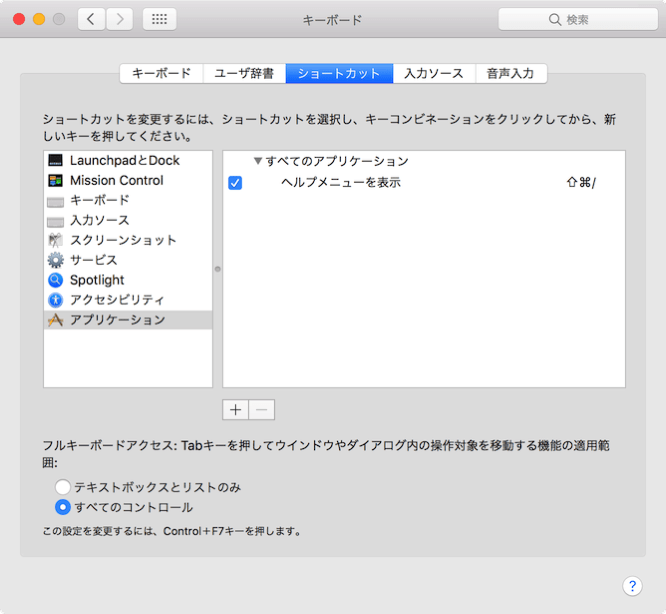 キーボード
検索
キーボード
ユーザ辞書
ショートカット
入力ソース
音声入力
ショートカットを変更するには、ショートカットを選択し、キーコンビネーションをクリックしてから、新
しいキーを押してください。
LaunchpadとDock
Mission Control
キーボード
入力ソース
スクリーンショット
サービス
Spotlight
アクセシビリティ
アプリケーション
▼すべてのアプリケーション
ヘルプメニューを表示 ⇧⌘/
+ −
フルキーボードアクセス: Tabキーを押してウインドウやダイアログ内の操作対象を移動する機能の適用範
囲:
テキストボックスとリストのみ
すべてのコントロール
この設定を変更するには、Control+F7キーを押します。
?